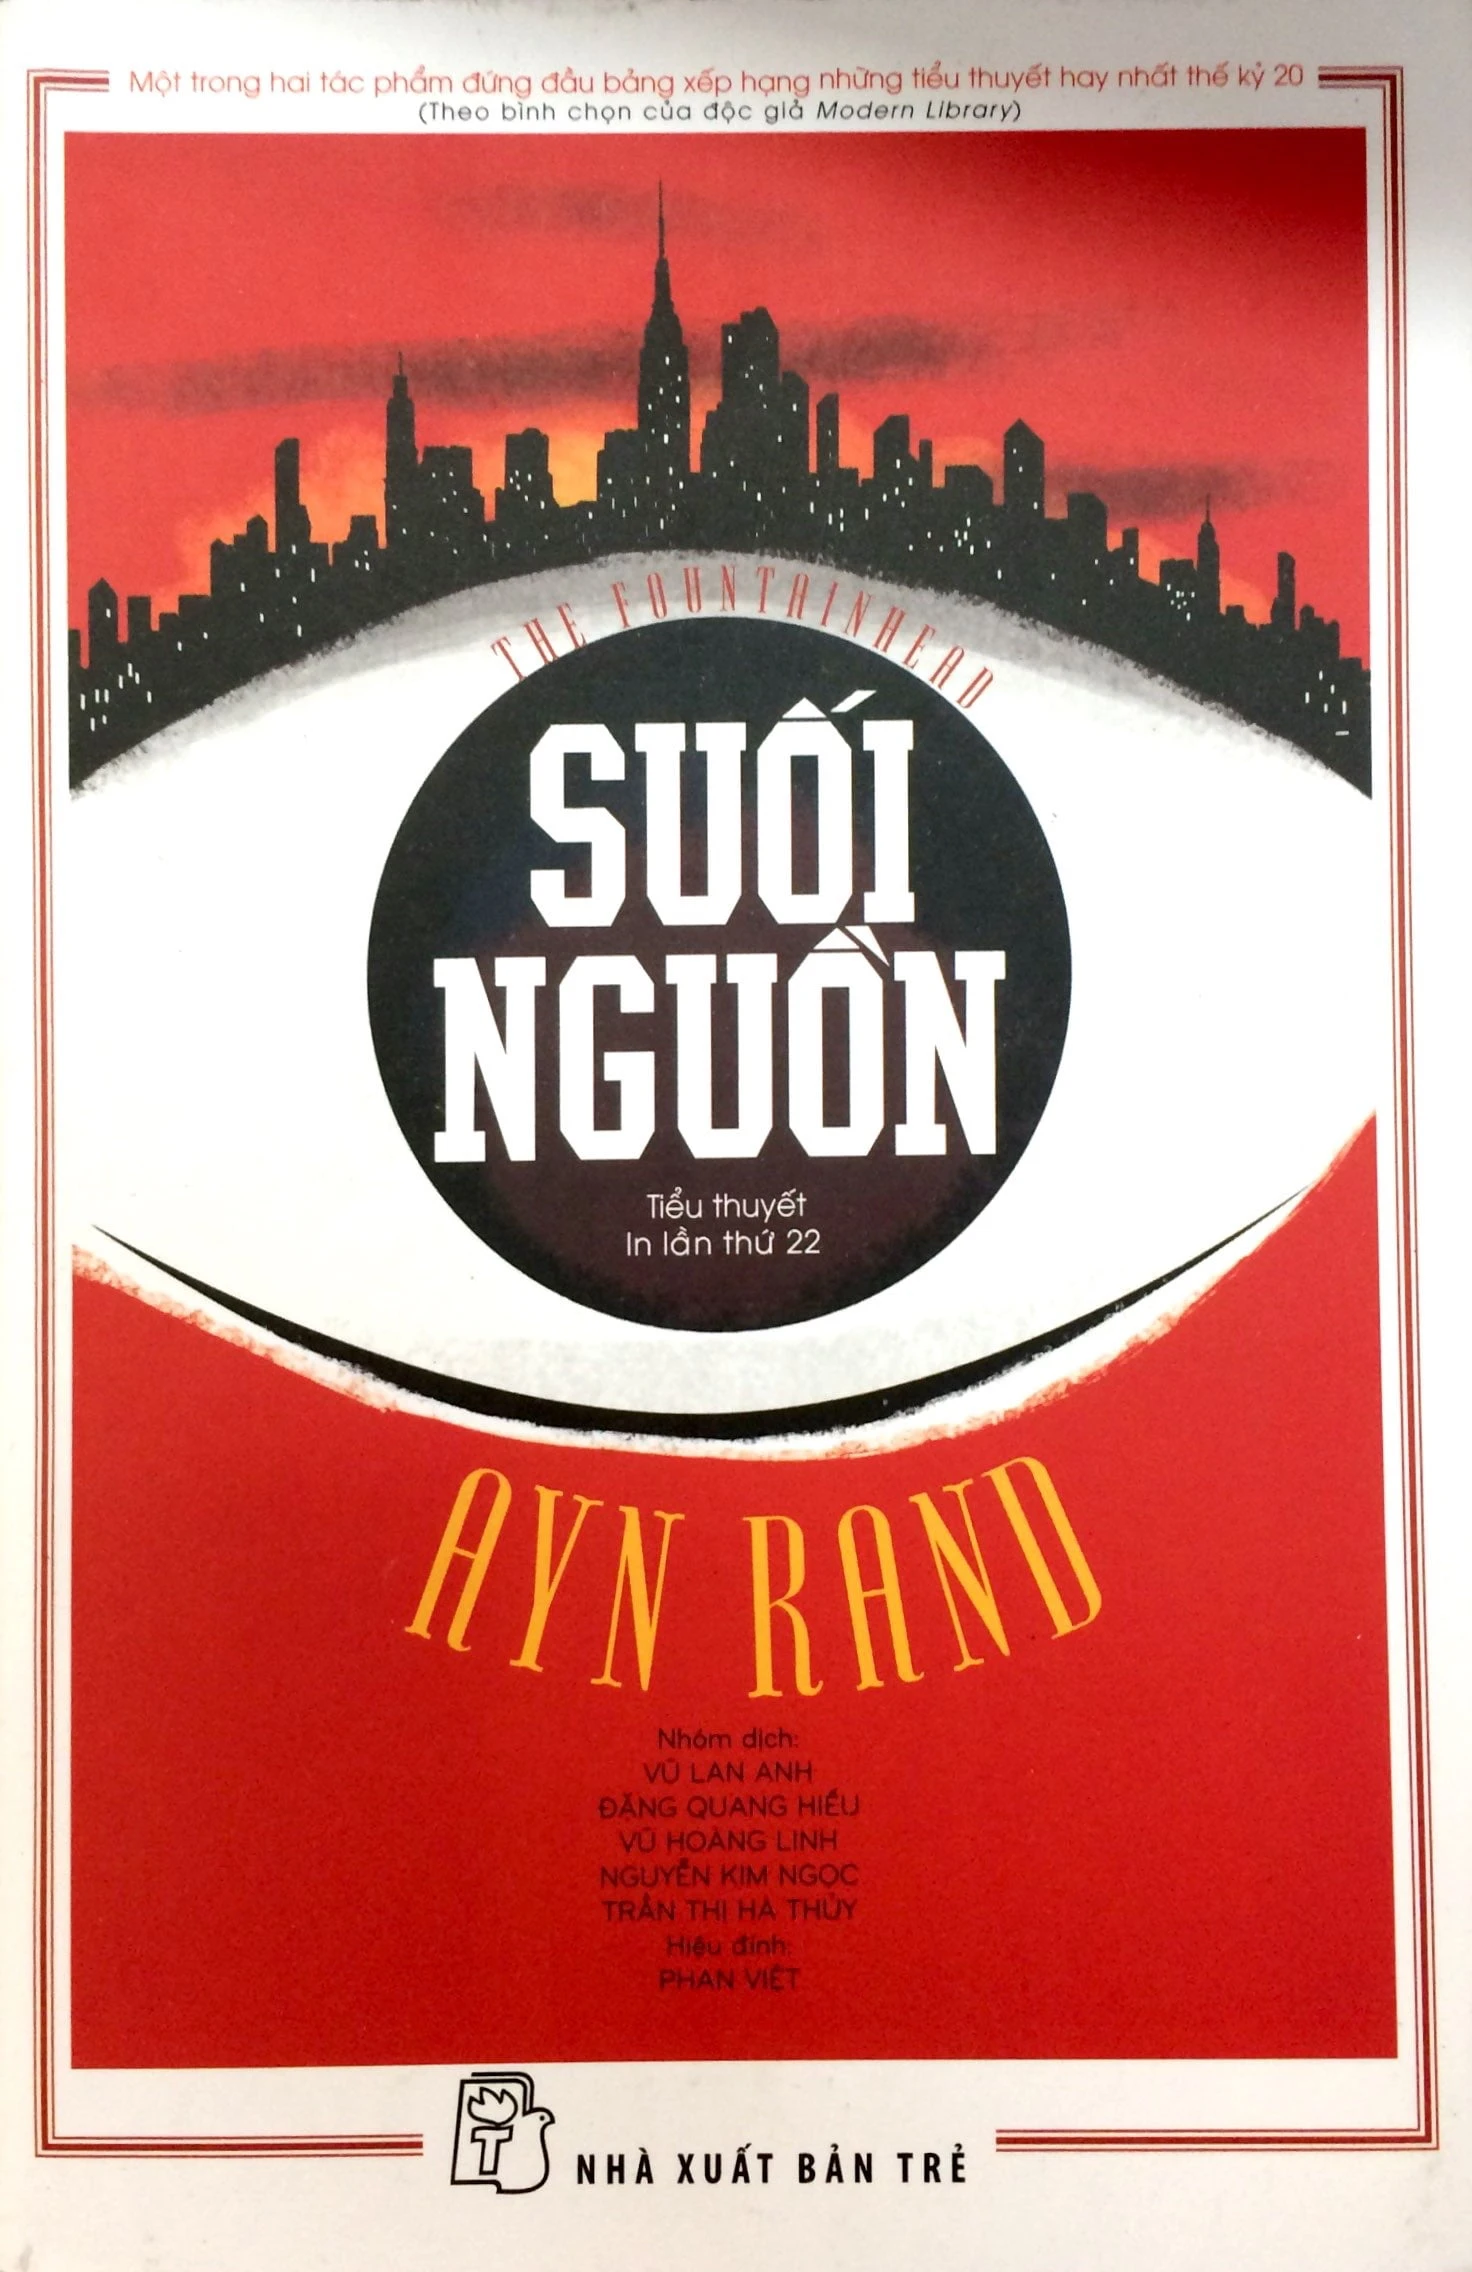 Một trong hai tác phẩm đứng đầu bảng xếp hạng những tiểu thuyết hay nhất thế kỷ 20
(Theo bình chọn của độc giả Modern Library)
THE FOUNTAINHEAD
SUỐI
NGUỒN
Tiểu thuyết
In lần thứ 22
AYN RAND
Nhóm dịch:
VŨ LAN ANH
ĐẶNG QUANG HIẾU
VŨ HOÀNG LINH
NGUYỄN KIM NGỌC
TRẦN THỊ HÀ THỦY
Hiệu đính:
PHAN VIỆT
T
NHÀ XUẤT BẢN TRẺ